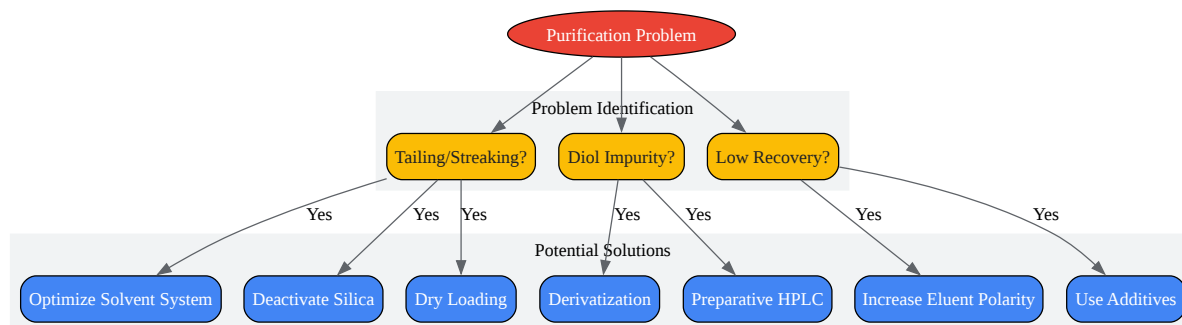 Purification Problem
Problem Identification
Tailing/Streaking?
Diol Impurity?
Low Recovery?
Yes
Yes
Yes
Yes
Yes
Yes
Yes
Potential Solutions
Optimize Solvent System
Deactivate Silica
Dry Loading
Derivatization
Preparative HPLC
Increase Eluent Polarity
Use Additives